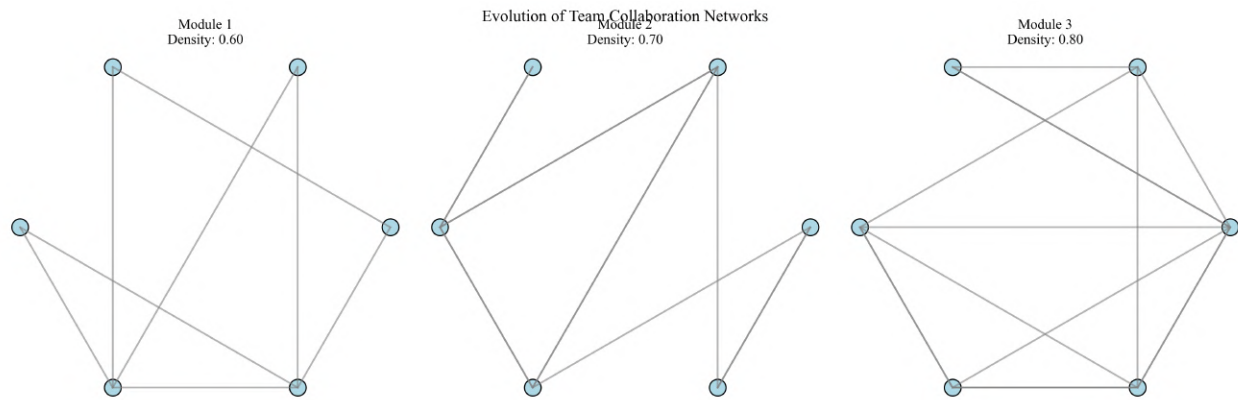 Evolution of Team Collaboration Networks
Module 1
Density: 0.60
Module 2
Density: 0.70
Module 3
Density: 0.80